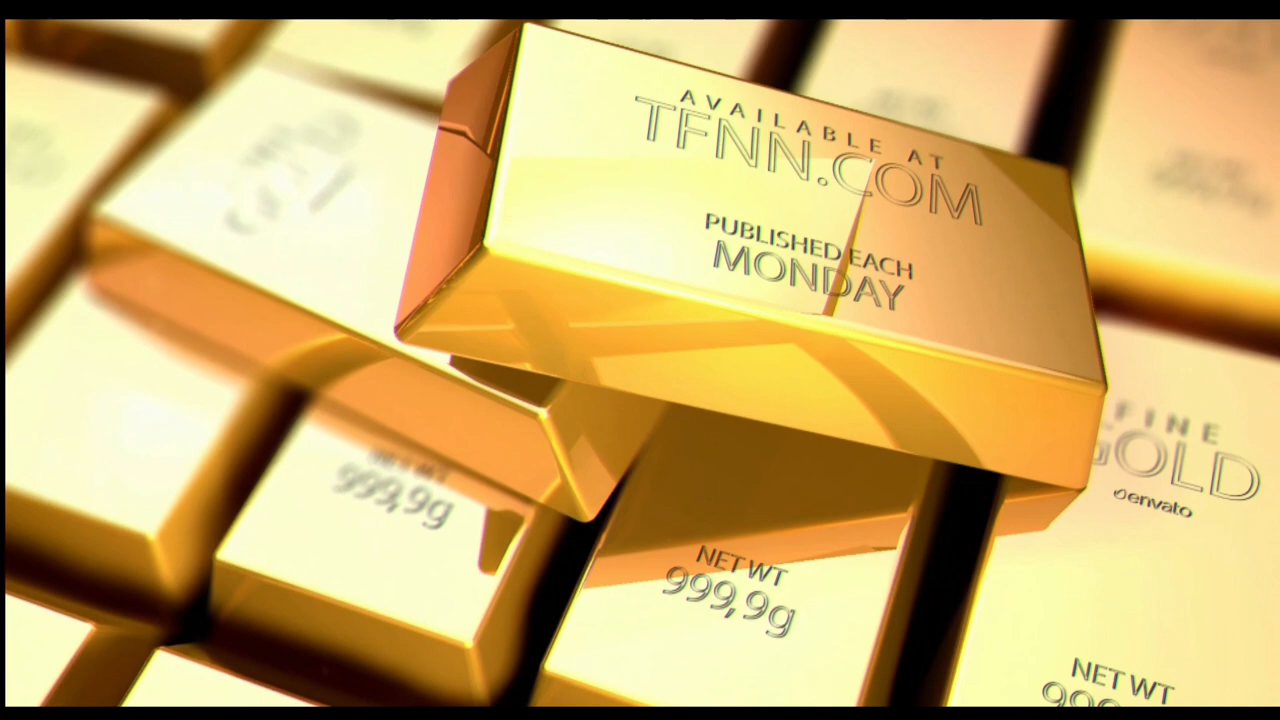 AVAILABLE AT
TFNN.COM
PUBLISHED EACH
MONDAY
FINE
GOLD
envato
NET WT
999,9g
NET WT
999,9g
NET WT